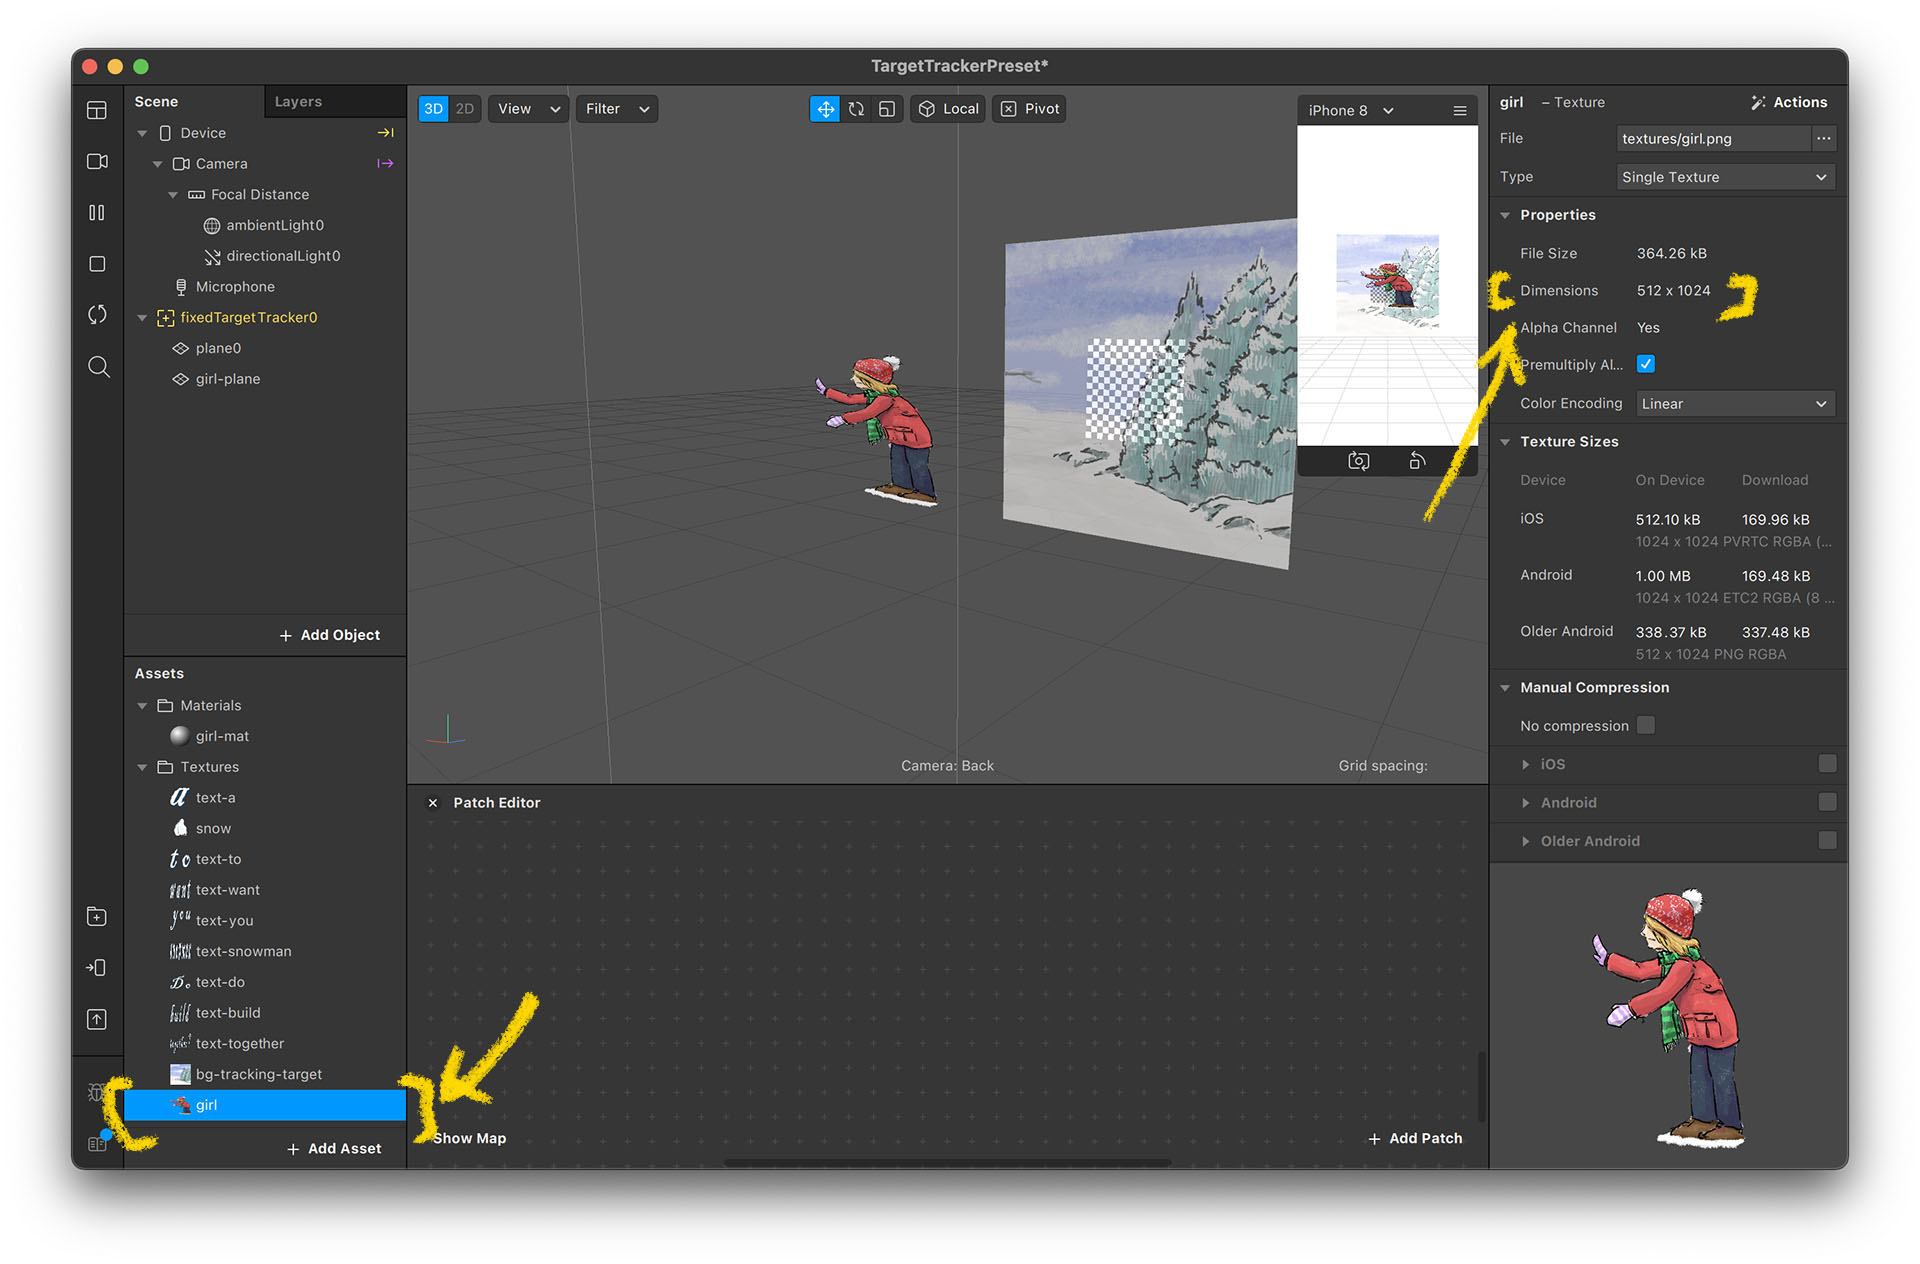 TargetTrackerPreset*
Scene
Layers
Device
Camera
Focal Distance
ambientLight0
directionalLight0
Microphone
fixedTargetTracker0
plane0
girl-plane
+ Add Object
Assets
Materials
girl-mat
Textures
a text-a
snow
to text-to
want text-want
you text-you
text-snowman
Do text-do
build text-build
text-together
bg-tracking-target
girl
+ Add Asset
3D 2D View Filter
Local Pivot
iPhone 8
Camera: Back
Grid spacing:
Patch Editor
Show Map
+ Add Patch
girl – Texture Actions
File textures/girl.png ...
Type Single Texture
Properties
File Size 364.26 kB
Dimensions 512 x 1024
Alpha Channel Yes
Premultiply Al...
Color Encoding Linear
Texture Sizes
Device On Device Download
iOS 512.10 kB 169.96 kB
1024 x 1024 PVRTC RGBA (...
Android 1.00 MB 169.48 kB
1024 x 1024 ETC2 RGBA (8 ...
Older Android 338.37 kB 337.48 kB
512 x 1024 PNG RGBA
Manual Compression
No compression
iOS
Android
Older Android